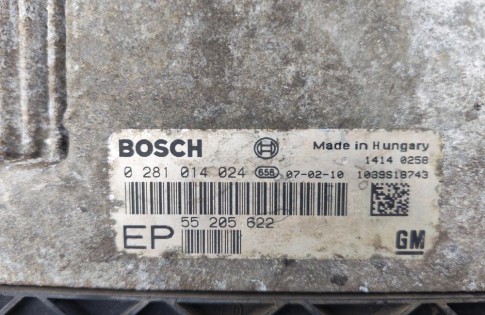 BOSCH Made in Hungary
1414 0258
0 281 014 024 658 07-02-10 1039S18743
55 205 622
EP
GM